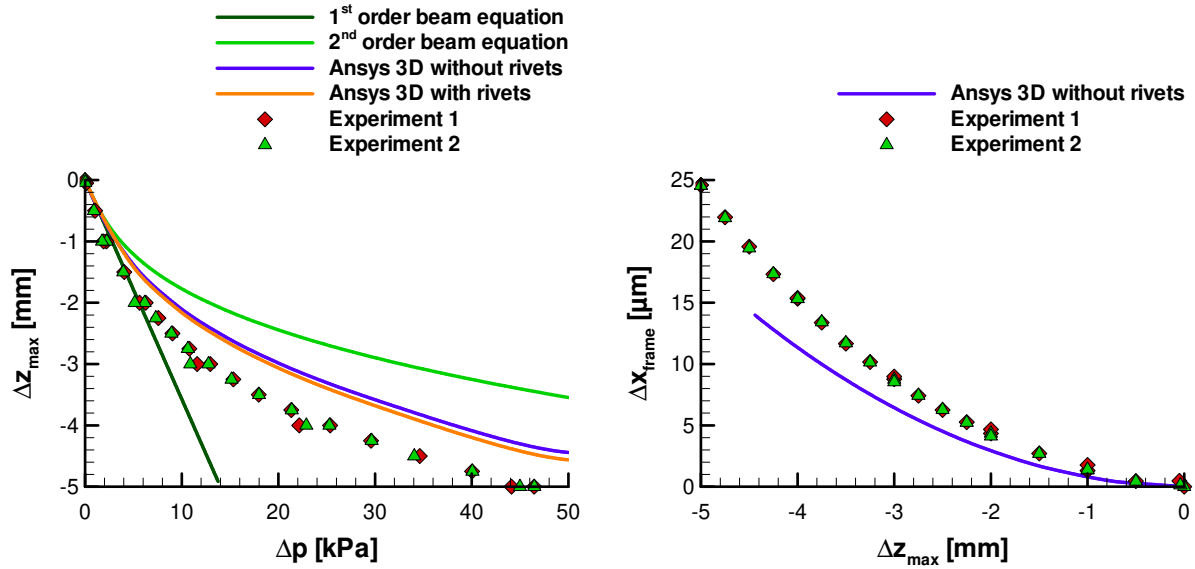 1st order beam equation
2nd order beam equation
Ansys 3D without rivets
Ansys 3D with rivets
Experiment 1
Experiment 2
0
-1
-2
-3
-4
-5
Δzmax [mm]
0 10 20 30 40 50
Δp [kPa]
Ansys 3D without rivets
Experiment 1
Experiment 2
25
20
15
10
5
0
Δxframe [µm]
-5 -4 -3 -2 -1 0
Δzmax [mm]